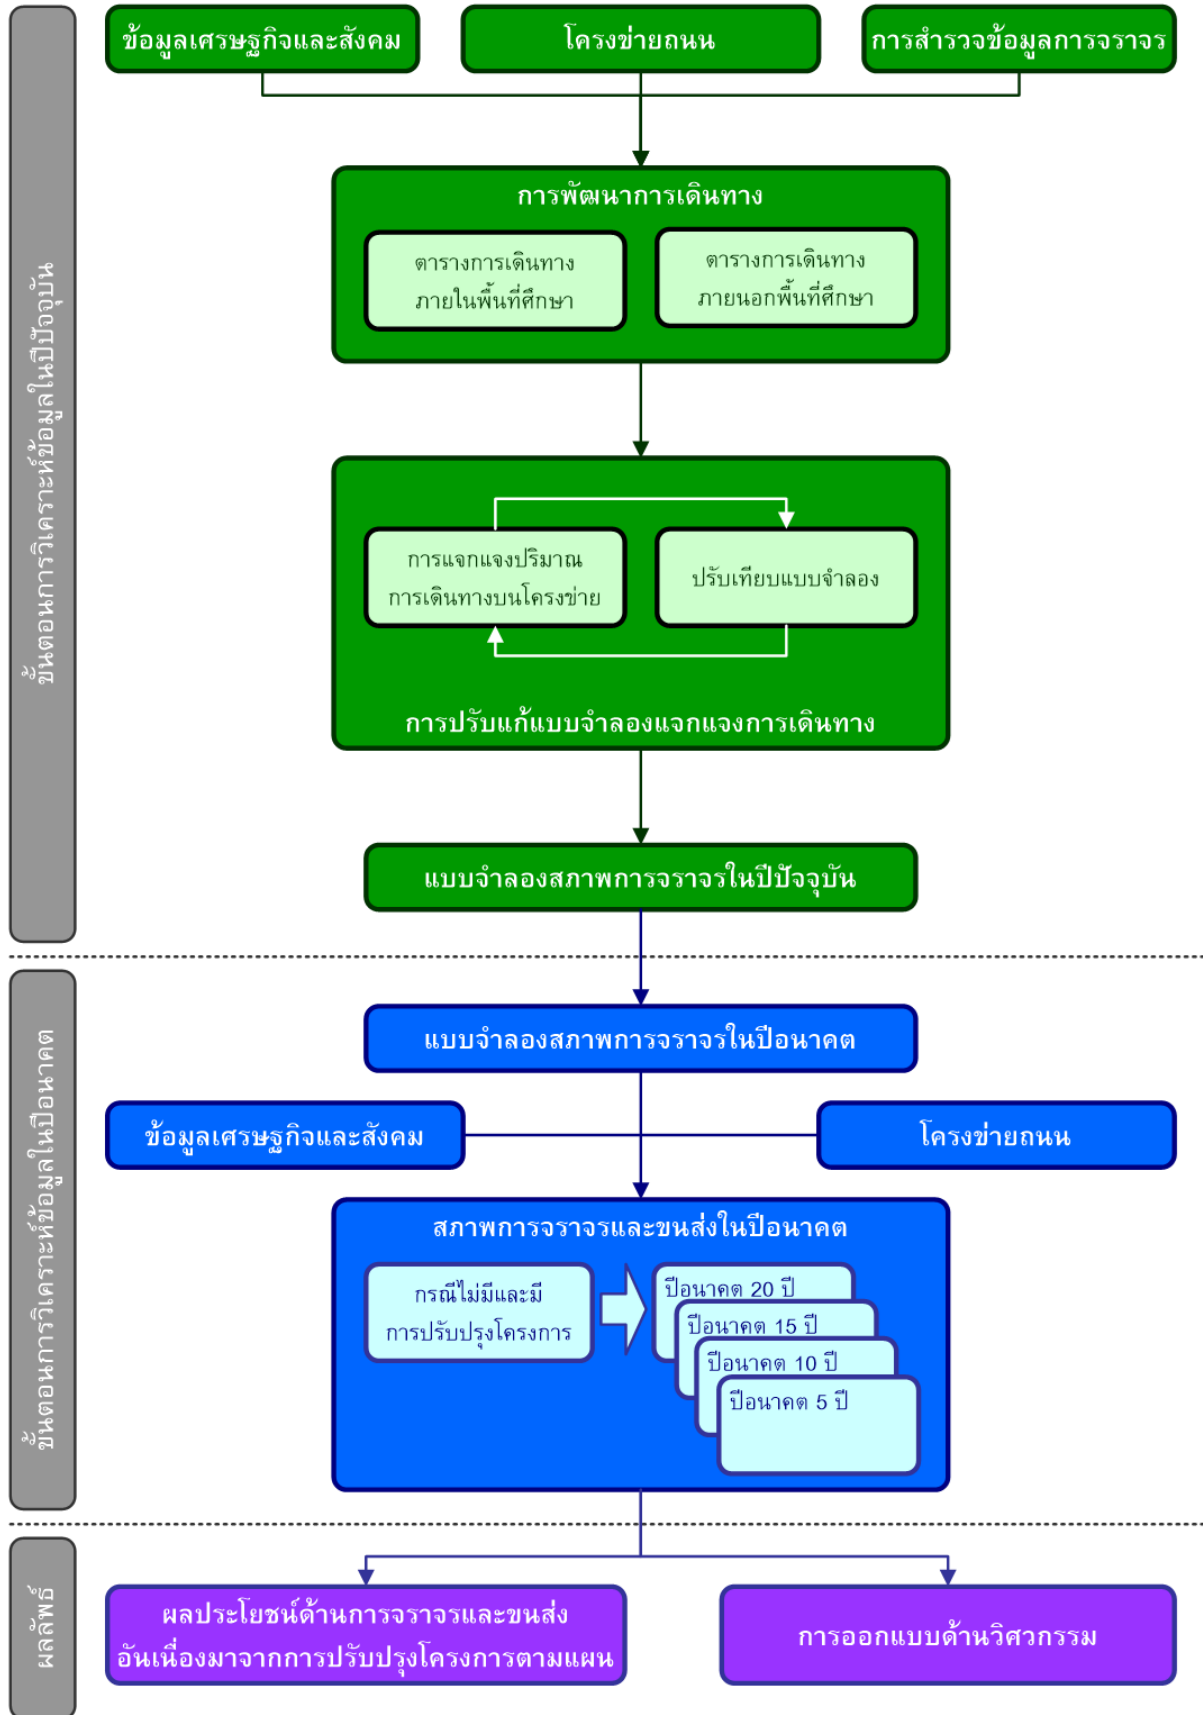 ขั้นตอนการวิเคราะห์ข้อมูลในปีปัจจุบัน
ข้อมูลเศรษฐกิจและสังคม
โครงข่ายถนน
การสำรวจข้อมูลการจราจร
การพัฒนาการเดินทาง
ตารางการเดินทาง
ภายในพื้นที่ศึกษา
ตารางการเดินทาง
ภายนอกพื้นที่ศึกษา
การแจกแจงปริมาณ
การเดินทางบนโครงข่าย
ปรับเทียบแบบจำลอง
การปรับแก้แบบจำลองแจกแจงการเดินทาง
แบบจำลองสภาพการจราจรในปีปัจจุบัน
ขั้นตอนการวิเคราะห์ข้อมูลในปีอนาคต
แบบจำลองสภาพการจราจรในปีอนาคต
ข้อมูลเศรษฐกิจและสังคม
โครงข่ายถนน
สภาพการจราจรและขนส่งในปีอนาคต
กรณีไม่มีและมี
การปรับปรุงโครงการ
ปีอนาคต 20 ปี
ปีอนาคต 15 ปี
ปีอนาคต 10 ปี
ปีอนาคต 5 ปี
ผลลัพธ์
ผลประโยชน์ด้านการจราจรและขนส่ง
อันเนื่องมาจากการปรับปรุงโครงการตามแผน
การออกแบบด้านวิศวกรรม